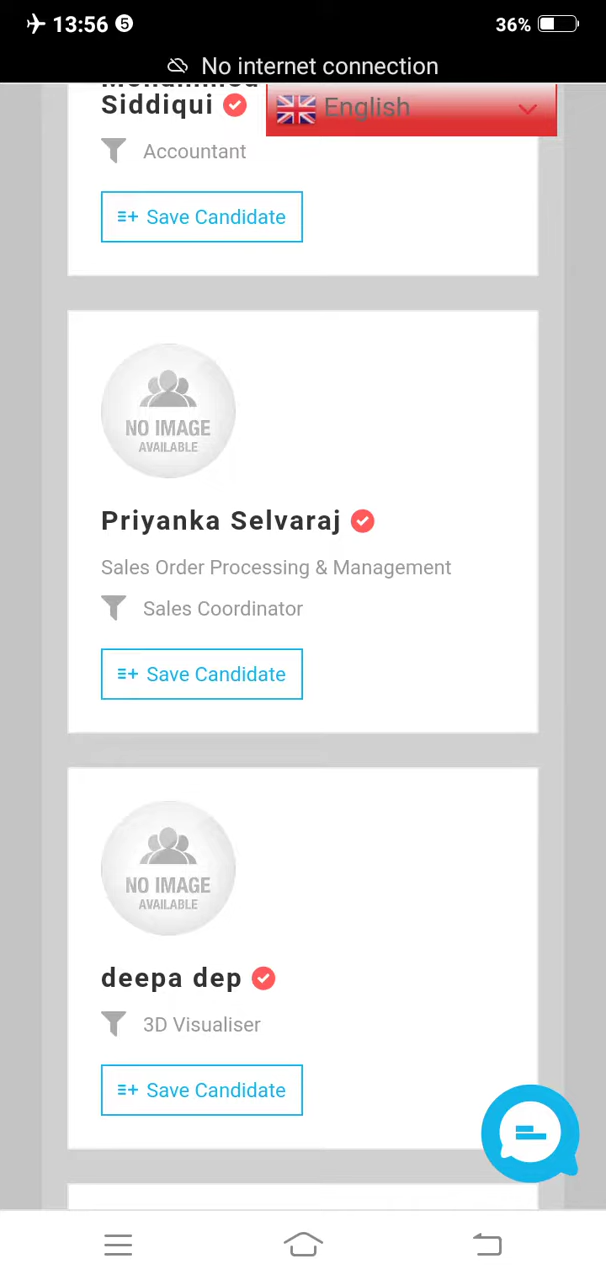 13:56 5 36%
No internet connection
Siddiqui
English
Accountant
Save Candidate
NO IMAGE
AVAILABLE
Priyanka Selvaraj
Sales Order Processing & Management
Sales Coordinator
Save Candidate
NO IMAGE
AVAILABLE
deepa dep
3D Visualiser
Save Candidate